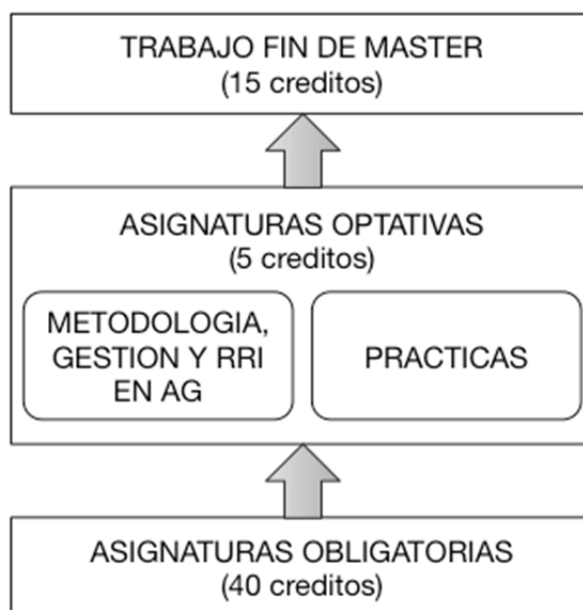 TRABAJO FIN DE MASTER
(15 creditos)
ASIGNATURAS OPTATIVAS
(5 creditos)
METODOLOGIA,
GESTION Y RRI
EN AG
PRACTICAS
ASIGNATURAS OBLIGATORIAS
(40 creditos)